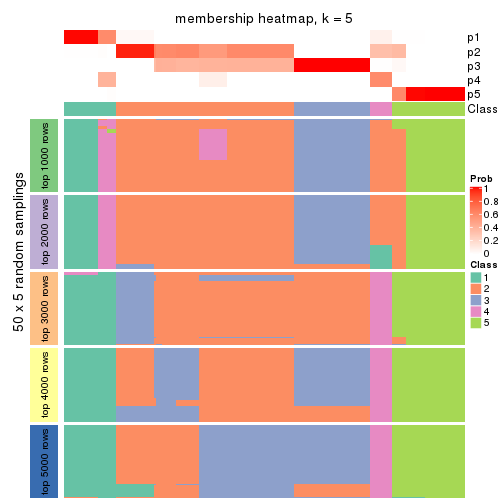 membership heatmap, k = 5
p1
p2
p3
p4
p5
Class
50 x 5 random samplings
top 1000 rows
top 2000 rows
top 3000 rows
top 4000 rows
top 5000 rows
Prob
1
0.8
0.6
0.4
0.2
0
Class
1
2
3
4
5